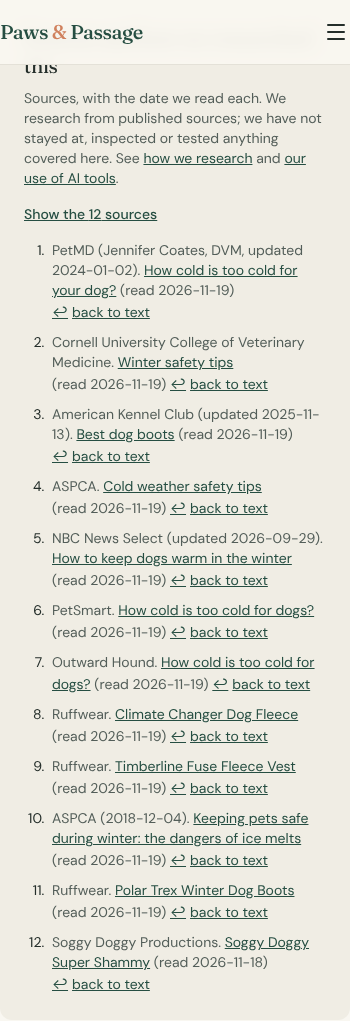 Paws & Passage
this
Sources, with the date we read each. We
research from published sources; we have not
stayed at, inspected or tested anything
covered here. See how we research and our
use of AI tools.
Show the 12 sources
1. PetMD (Jennifer Coates, DVM, updated
2024-01-02). How cold is too cold for
your dog? (read 2026-11-19)
↩ back to text
2. Cornell University College of Veterinary
Medicine. Winter safety tips
(read 2026-11-19) ↩ back to text
3. American Kennel Club (updated 2025-11-
13). Best dog boots (read 2026-11-19)
↩ back to text
4. ASPCA. Cold weather safety tips
(read 2026-11-19) ↩ back to text
5. NBC News Select (updated 2026-09-29).
How to keep dogs warm in the winter
(read 2026-11-19) ↩ back to text
6. PetSmart. How cold is too cold for dogs?
(read 2026-11-19) ↩ back to text
7. Outward Hound. How cold is too cold for
dogs? (read 2026-11-19) ↩ back to text
8. Ruffwear. Climate Changer Dog Fleece
(read 2026-11-19) ↩ back to text
9. Ruffwear. Timberline Fuse Fleece Vest
(read 2026-11-19) ↩ back to text
10. ASPCA (2018-12-04). Keeping pets safe
during winter: the dangers of ice melts
(read 2026-11-19) ↩ back to text
11. Ruffwear. Polar Trex Winter Dog Boots
(read 2026-11-19) ↩ back to text
12. Soggy Doggy Productions. Soggy Doggy
Super Shammy (read 2026-11-18)
↩ back to text